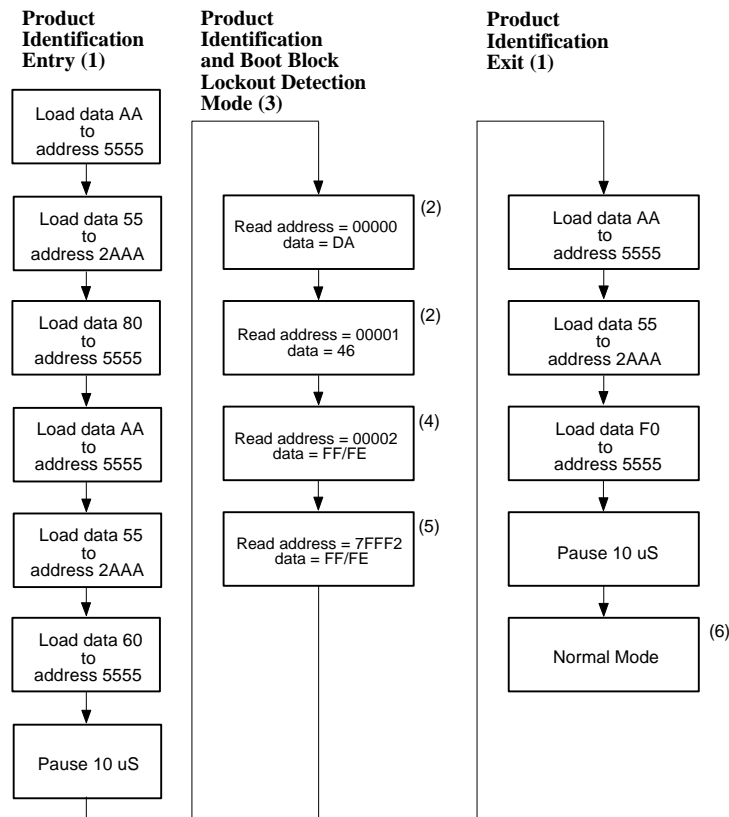 Product
Identification
Entry (1)
Load data AA
to
address 5555
Load data 55
to
address 2AAA
Load data 80
to
address 5555
Load data AA
to
address 5555
Load data 55
to
address 2AAA
Load data 60
to
address 5555
Pause 10 uS
Product
Identification
and Boot Block
Lockout Detection
Mode (3)
Read address = 00000
data = DA
(2)
Read address = 00001
data = 46
(2)
Read address = 00002
data = FF/FE
(4)
Read address = 7FFF2
data = FF/FE
(5)
Product
Identification
Exit (1)
Load data AA
to
address 5555
Load data 55
to
address 2AAA
Load data F0
to
address 5555
Pause 10 uS
Normal Mode
(6)